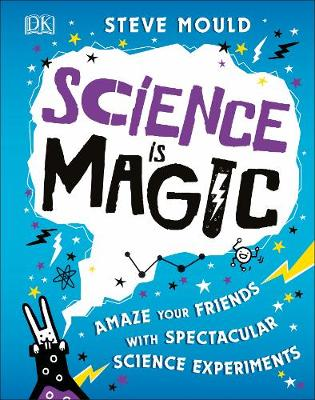 DK
STEVE MOULD
SCIENCE
is
MAGIC
AMAZE YOUR FRIENDS
WITH SPECTACULAR
SCIENCE EXPERIMENTS